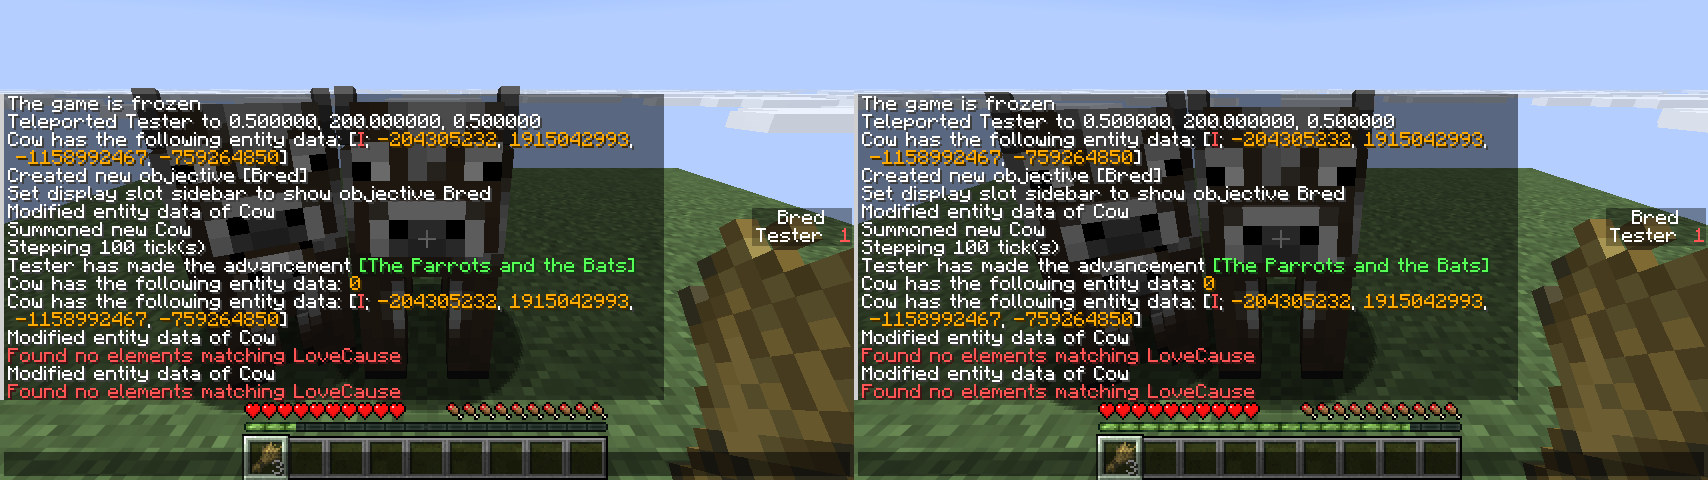 The game is frozen
Teleported Tester to 0.500000, 200.000000, 0.500000
Cow has the following entity data: [I; -204305232, 1915042993,
-1158992467, -759264850]
Created new objective [Bred]
Set display slot sidebar to show objective Bred
Modified entity data of Cow
Summoned new Cow
Stepping 100 tick(s)
Tester has made the advancement [The Parrots and the Bats]
Cow has the following entity data: 0
Cow has the following entity data: [I; -204305232, 1915042993,
-1158992467, -759264850]
Modified entity data of Cow
Found no elements matching LoveCause
Modified entity data of Cow
Found no elements matching LoveCause
Bred
Tester 1
3
The game is frozen
Teleported Tester to 0.500000, 200.000000, 0.500000
Cow has the following entity data: [I; -204305232, 1915042993,
-1158992467, -759264850]
Created new objective [Bred]
Set display slot sidebar to show objective Bred
Modified entity data of Cow
Summoned new Cow
Stepping 100 tick(s)
Tester has made the advancement [The Parrots and the Bats]
Cow has the following entity data: 0
Cow has the following entity data: [I; -204305232, 1915042993,
-1158992467, -759264850]
Modified entity data of Cow
Found no elements matching LoveCause
Modified entity data of Cow
Found no elements matching LoveCause
Bred
Tester 1
3